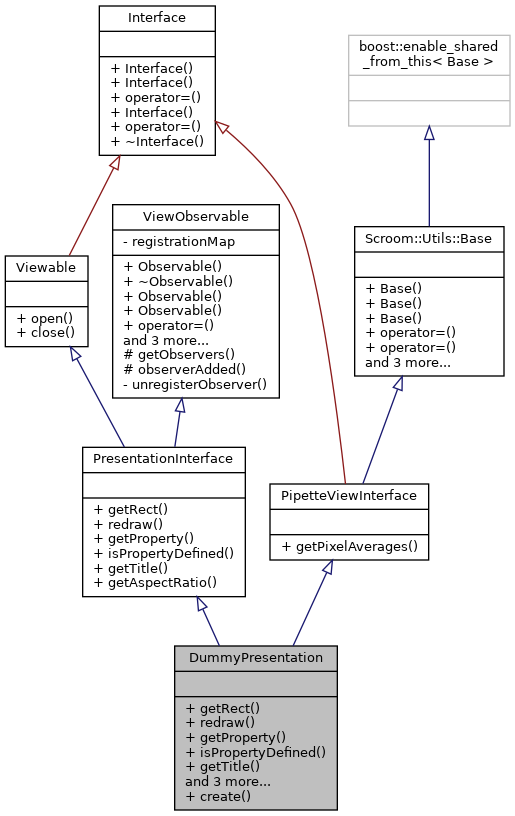 Interface
+ Interface()
+ Interface()
+ operator=()
+ Interface()
+ operator=()
+ ~Interface()
boost::enable_shared
_from_this< Base >
ViewObservable
- registrationMap
+ Observable()
+ ~Observable()
+ Observable()
+ Observable()
+ operator=()
and 3 more...
# getObservers()
# observerAdded()
- unregisterObserver()
Scroom::Utils::Base
+ Base()
+ Base()
+ Base()
+ operator=()
+ operator=()
and 3 more...
Viewable
+ open()
+ close()
PresentationInterface
+ getRect()
+ redraw()
+ getProperty()
+ isPropertyDefined()
+ getTitle()
+ getAspectRatio()
PipetteViewInterface
+ getPixelAverages()
DummyPresentation
+ getRect()
+ redraw()
+ getProperty()
+ isPropertyDefined()
+ getTitle()
and 3 more...
+ create()